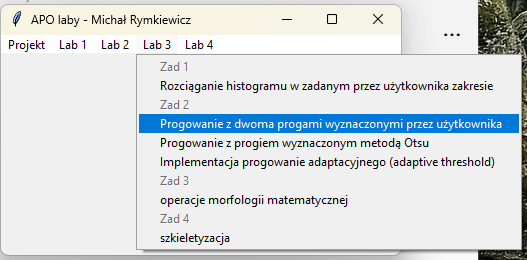 APO laby - Michał Rymkiewicz
Projekt Lab 1 Lab 2 Lab 3 Lab 4
Zad 1
Rozciąganie histogramu w zadanym przez użytkownika zakresie
Zad 2
Progowanie z dwoma progami wyznaczonymi przez użytkownika
Progowanie z progiem wyznaczonym metodą Otsu
Implementacja progowanie adaptacyjnego (adaptive threshold)
Zad 3
operacje morfologii matematycznej
Zad 4
szkieletyzacja